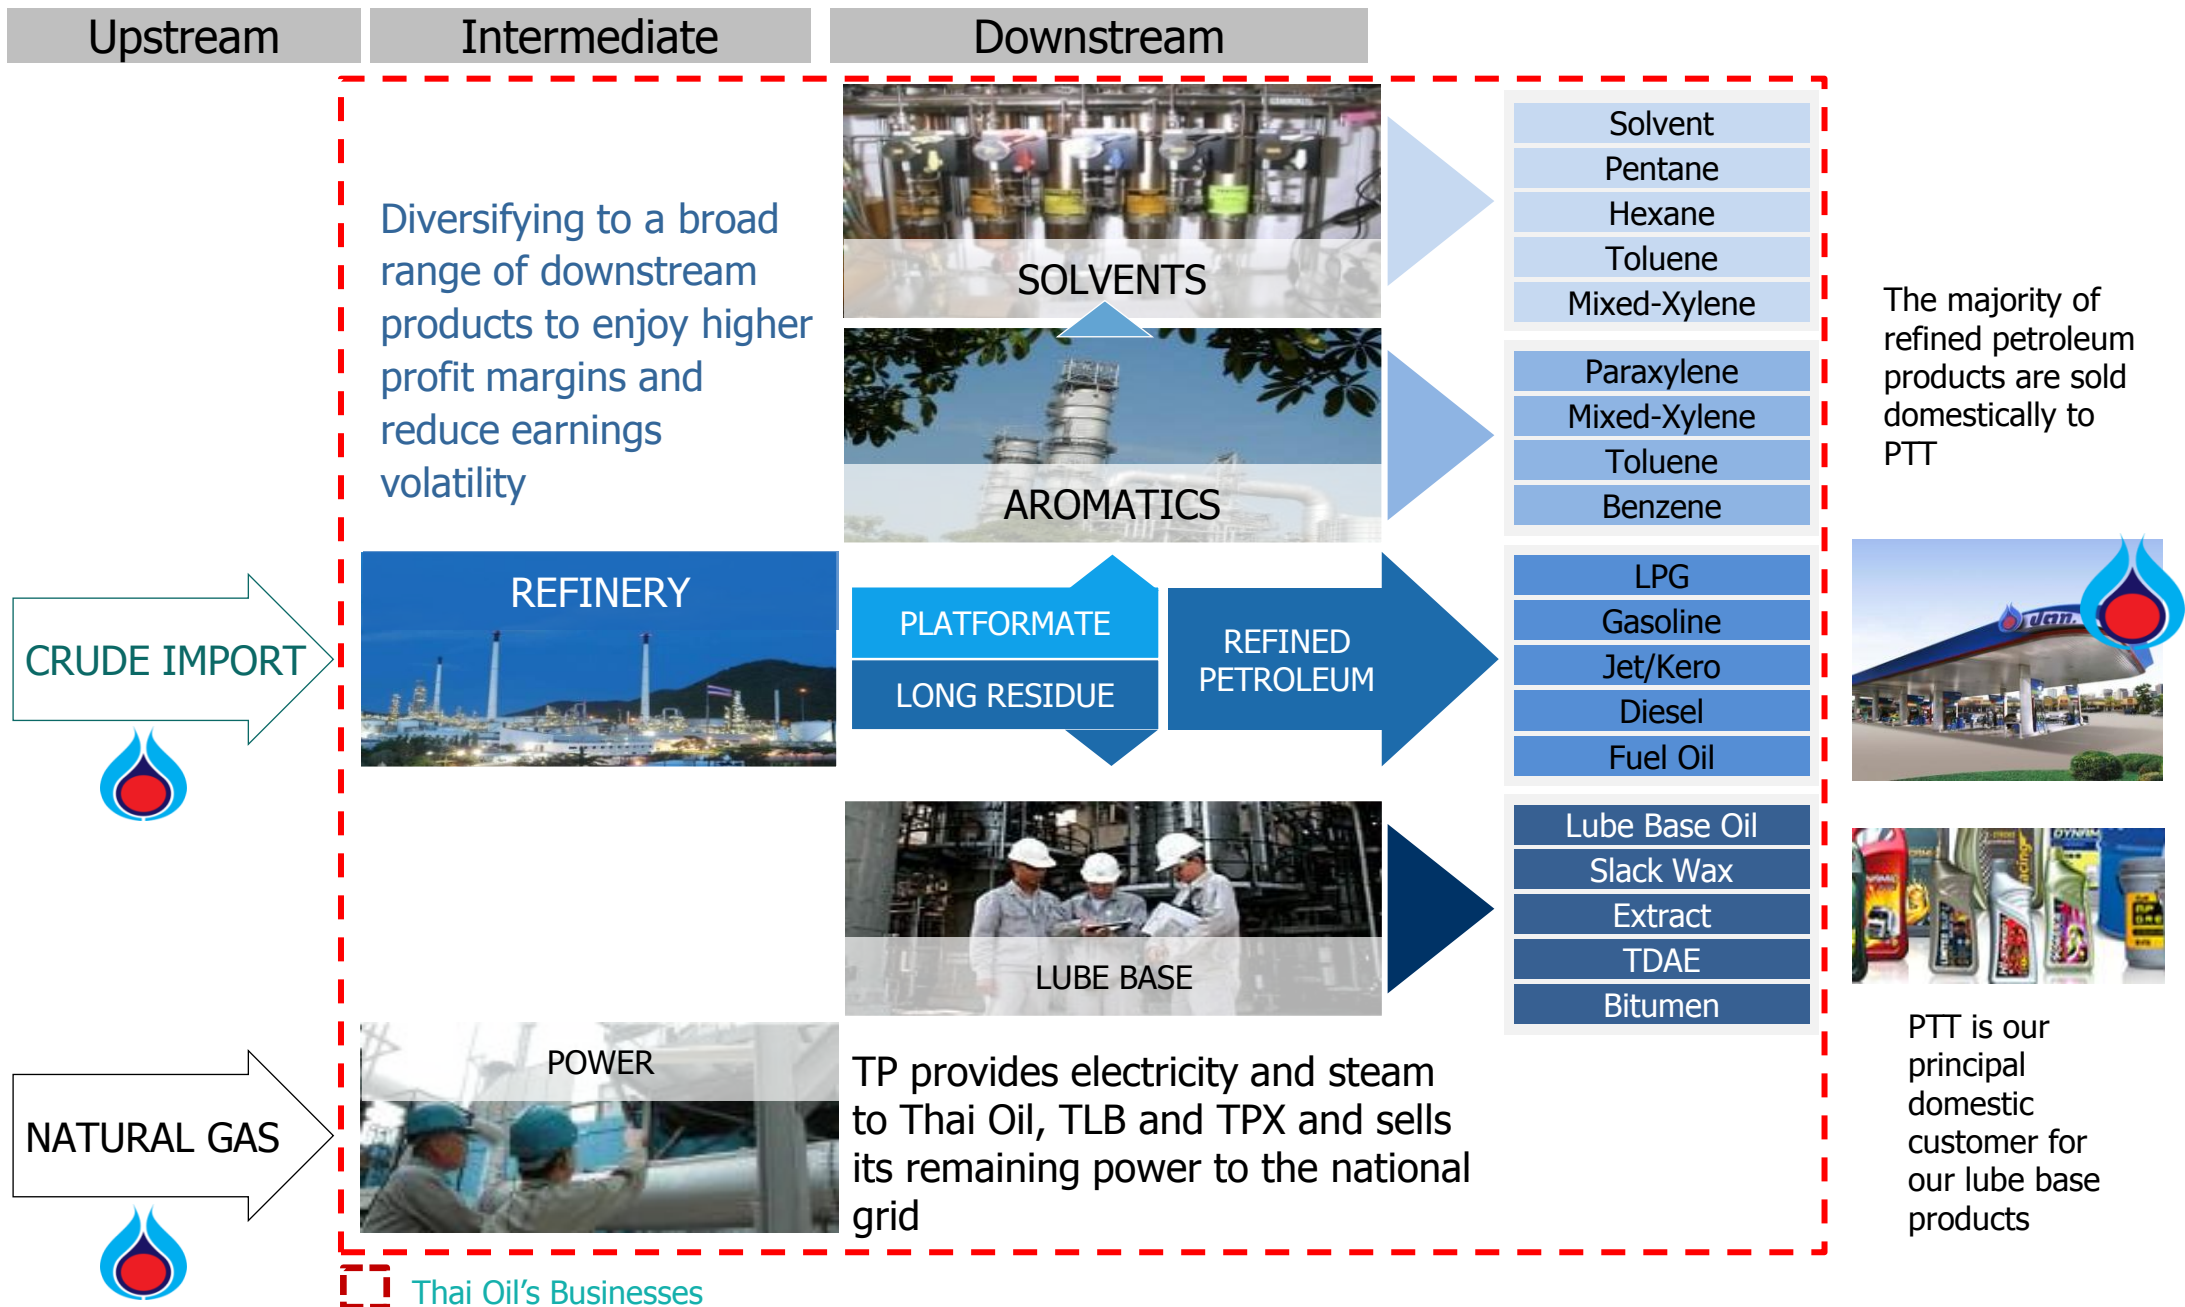 Upstream
Intermediate
Downstream
Diversifying to a broad
range of downstream
products to enjoy higher
profit margins and
reduce earnings
volatility
SOLVENTS
Solvent
Pentane
Hexane
Toluene
Mixed-Xylene
AROMATICS
Paraxylene
Mixed-Xylene
Toluene
Benzene
The majority of
refined petroleum
products are sold
domestically to
PTT
CRUDE IMPORT
REFINERY
PLATFORMATE
LONG RESIDUE
REFINED
PETROLEUM
LPG
Gasoline
Jet/Kero
Diesel
Fuel Oil
LUBE BASE
Lube Base Oil
Slack Wax
Extract
TDAE
Bitumen
PTT is our
principal
domestic
customer for
our lube base
products
NATURAL GAS
POWER
TP provides electricity and steam
to Thai Oil, TLB and TPX and sells
its remaining power to the national
grid
Thai Oil’s Businesses